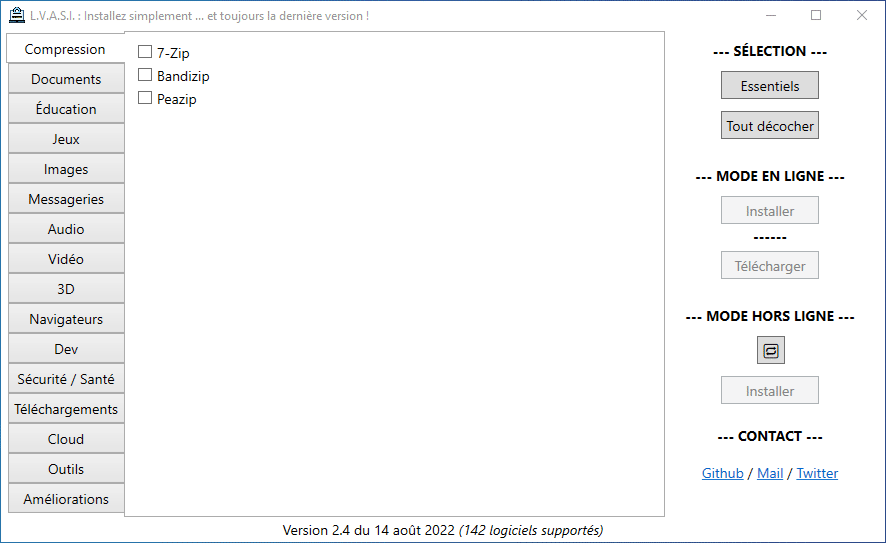 L.V.A.S.I. : Installez simplement ... et toujours la dernière version !
Compression
Documents
Éducation
Jeux
Images
Messageries
Audio
Vidéo
3D
Navigateurs
Dev
Sécurité / Santé
Téléchargements
Cloud
Outils
Améliorations
7-Zip
Bandizip
Peazip
--- SÉLECTION ---
Essentiels
Tout décocher
--- MODE EN LIGNE ---
Installer
------
Télécharger
--- MODE HORS LIGNE ---
Installer
--- CONTACT ---
Github / Mail / Twitter
Version 2.4 du 14 août 2022 (142 logiciels supportés)